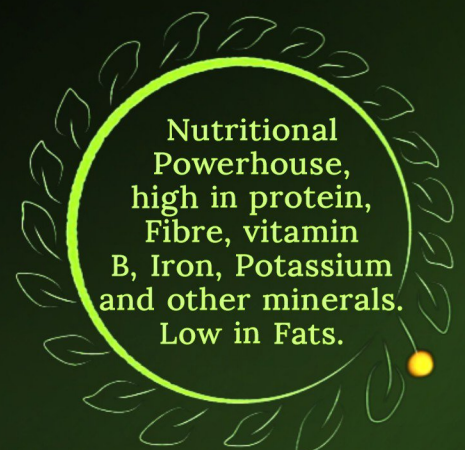 Nutritional
Powerhouse,
high in protein,
Fibre, vitamin
B, Iron, Potassium
and other minerals.
Low in Fats.